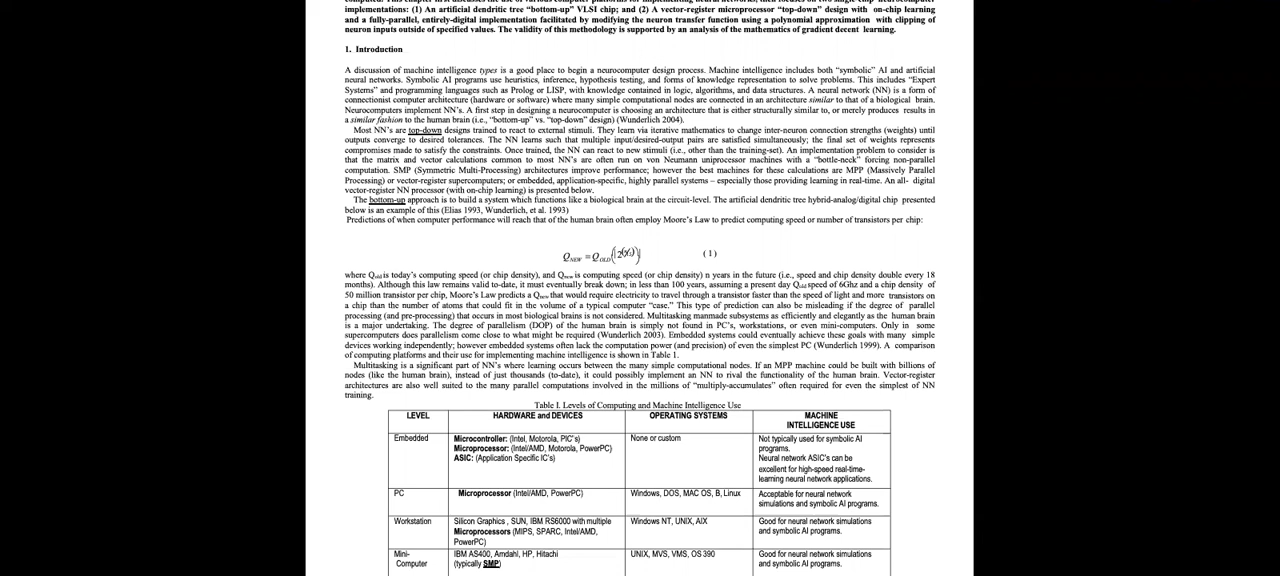 computed. This chapter first discusses the use of various computer platforms for implementing neural networks, then focuses on two single-chip neurocomputer
implementations: (1) An artificial dendritic tree “bottom-up” VLSI chip; and (2) A vector-register microprocessor “top-down” design with on-chip learning
and a fully-parallel, entirely-digital implementation facilitated by modifying the neuron transfer function using a polynomial approximation with clipping of
neuron inputs outside of specified values. The validity of this methodology is supported by an analysis of the mathematics of gradient decent learning.
1. Introduction
A discussion of machine intelligence types is a good place to begin a neurocomputer design process. Machine intelligence includes both “symbolic” AI and artificial
neural networks. Symbolic AI programs use heuristics, inference, hypothesis testing, and forms of knowledge representation to solve problems. This includes “Expert
Systems” and programming languages such as Prolog or LISP, with knowledge contained in logic, algorithms, and data structures. A neural network (NN) is a form of
connectionist computer architecture (hardware or software) where many simple computational nodes are connected in an architecture similar to that of a biological brain.
Neurocomputers implement NN’s. A first step in designing a neurocomputer is choosing an architecture that is either structurally similar to, or merely produces results in
a similar fashion to the human brain (i.e., “bottom-up” vs. “top-down” design) (Wunderlich 2004).
Most NN’s are top-down designs trained to react to external stimuli. They learn via iterative mathematics to change inter-neuron connection strengths (weights) until
outputs converge to desired tolerances. The NN learns such that multiple input/desired-output pairs are satisfied simultaneously; the final set of weights represents
compromises made to satisfy the constraints. Once trained, the NN can react to new stimuli (i.e., other than the training-set). An implementation problem to consider is
that the matrix and vector calculations common to most NN’s are often run on von Neumann uniprocessor machines with a “bottle-neck” forcing non-parallel
computation. SMP (Symmetric Multi-Processing) architectures improve performance; however the best machines for these calculations are MPP (Massively Parallel
Processing) or vector-register supercomputers; or embedded, application-specific, highly parallel systems – especially those providing learning in real-time. An all- digital
vector-register NN processor (with on-chip learning) is presented below.
The bottom-up approach is to build a system which functions like a biological brain at the circuit-level. The artificial dendritic tree hybrid-analog/digital chip presented
below is an example of this (Elias 1993, Wunderlich, et al. 1993)
Predictions of when computer performance will reach that of the human brain often employ Moore’s Law to predict computing speed or number of transistors per chip:
Q_NEW = Q_OLD ( 1 )
where Q_old is today’s computing speed (or chip density), and Q_new is computing speed (or chip density) n years in the future (i.e., speed and chip density double every 18
months). Although this law remains valid to-date, it must eventually break down; in less than 100 years, assuming a present day Q_old speed of 6Ghz and a chip density of
50 million transistor per chip, Moore’s Law predicts a Q_new that would require electricity to travel through a transistor faster than the speed of light and more transistors on
a chip than the number of atoms that could fit in the volume of a typical computer “case.” This type of prediction can also be misleading if the degree of parallel
processing (and pre-processing) that occurs in most biological brains is not considered. Multitasking manmade subsystems as efficiently and elegantly as the human brain
is a major undertaking. The degree of parallelism (DOP) of the human brain is simply not found in PC’s, workstations, or even mini-computers. Only in some
supercomputers does parallelism come close to what might be required (Wunderlich 2003). Embedded systems could eventually achieve these goals with many simple
devices working independently; however embedded systems often lack the computation power (and precision) of even the simplest PC (Wunderlich 1999). A comparison
of computing platforms and their use for implementing machine intelligence is shown in Table 1.
Multitasking is a significant part of NN’s where learning occurs between the many simple computational nodes. If an MPP machine could be built with billions of
nodes (like the human brain), instead of just thousands (to-date), it could possibly implement an NN to rival the functionality of the human brain. Vector-register
architectures are also well suited to the many parallel computations involved in the millions of “multiply-accumulates” often required for even the simplest of NN
training.
Table I. Levels of Computing and Machine Intelligence Use
LEVEL HARDWARE and DEVICES OPERATING SYSTEMS MACHINE
INTELLIGENCE USE
Embedded Microcontroller: (Intel, Motorola, PIC's) None or custom Not typically used for symbolic AI
Microprocessor: (Intel/AMD, Motorola, PowerPC) programs.
ASIC: (Application Specific IC's) Neural network ASIC's can be
excellent for high-speed real-time-
learning neural network applications.
PC Microprocessor (Intel/AMD, PowerPC) Windows, DOS, MAC OS, B, Linux Acceptable for neural network
simulations and symbolic AI programs.
Workstation Silicon Graphics , SUN, IBM RS6000 with multiple Windows NT, UNIX, AIX Good for neural network simulations
Microprocessors (MIPS, SPARC, Intel/AMD, and symbolic AI programs.
PowerPC)
Mini- IBM AS400, Amdahl, HP, Hitachi UNIX, MVS, VMS, OS 390 Good for neural network simulations
Computer (typically SMP) and symbolic AI programs.